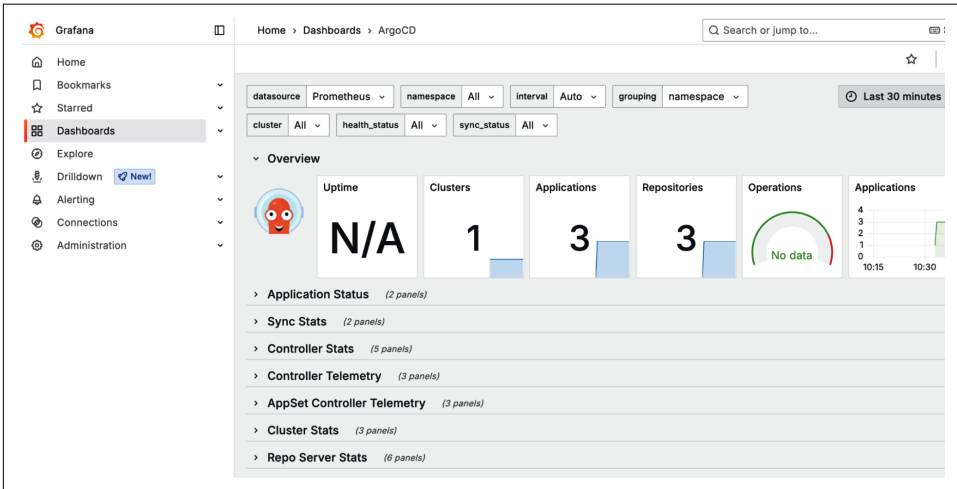 Grafana
Home › Dashboards › ArgoCD
Search or jump to...
Home
Bookmarks
Starred
Dashboards
Explore
Drilldown New!
Alerting
Connections
Administration
datasource Prometheus namespace All interval Auto grouping namespace Last 30 minutes
cluster All health_status All sync_status All
Overview
Uptime
N/A
Clusters
1
Applications
3
Repositories
3
Operations
No data
Applications
4
3
2
1
0
10:15 10:30
Application Status (2 panels)
Sync Stats (2 panels)
Controller Stats (5 panels)
Controller Telemetry (3 panels)
AppSet Controller Telemetry (3 panels)
Cluster Stats (3 panels)
Repo Server Stats (6 panels)